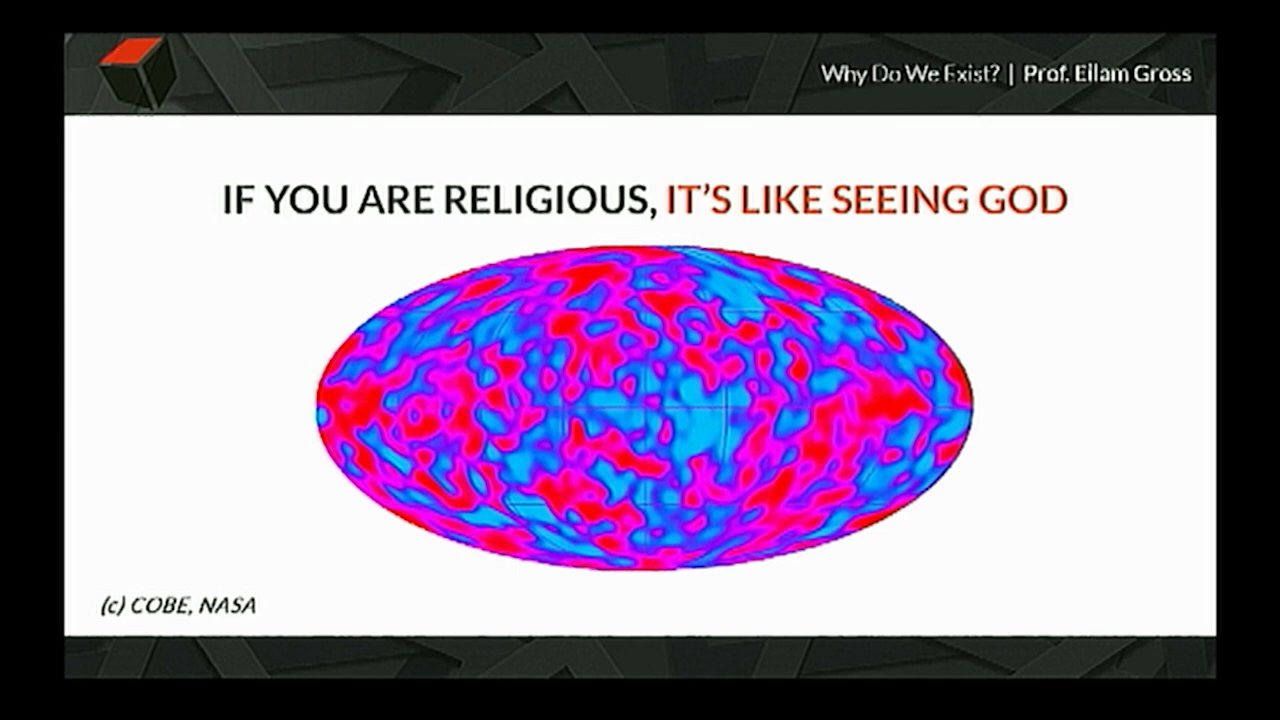 Why Do We Exist? | Prof. Eilam Gross
IF YOU ARE RELIGIOUS, IT'S LIKE SEEING GOD
(c) COBE, NASA